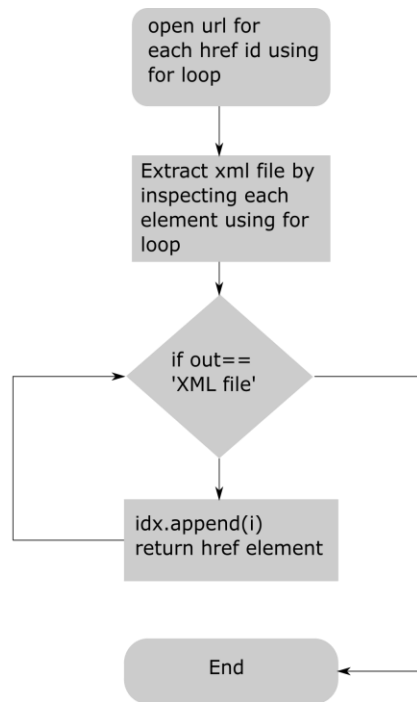 open url for
each href id using
for loop
Extract xml file by
inspecting each
element using for
loop
if out==
'XML file'
idx.append(i)
return href element
End